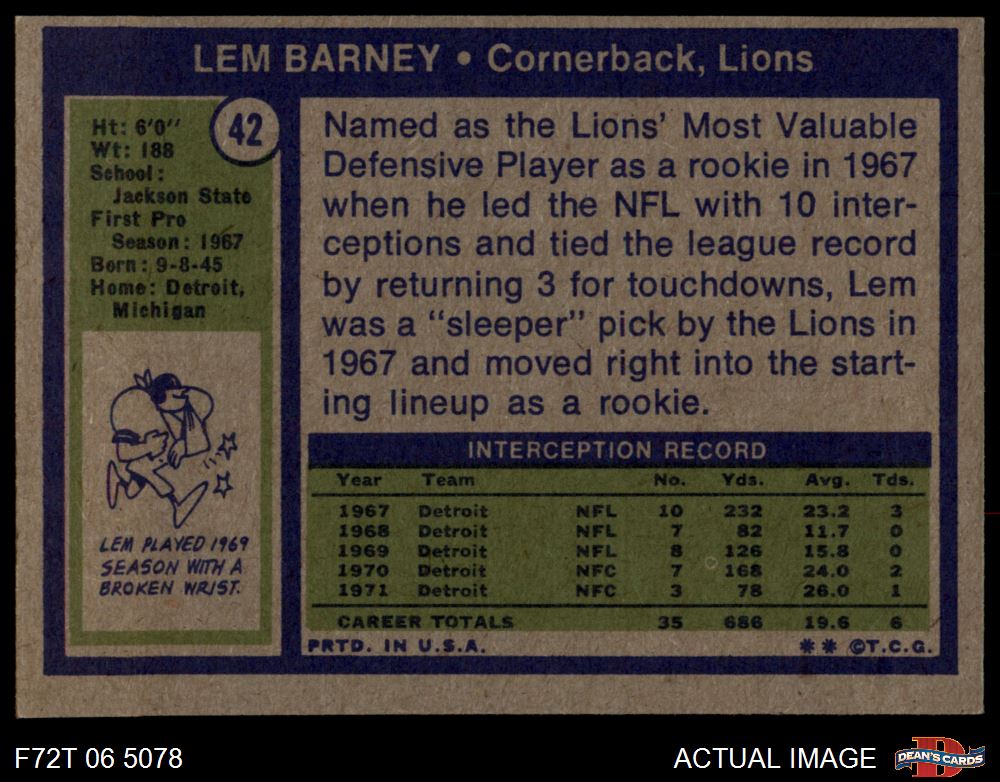 LEM BARNEY • Cornerback, Lions
42
Ht: 6'0''
Wt: 188
School:
Jackson State
First Pro
Season: 1967
Born: 9-8-45
Home: Detroit,
Michigan
LEM PLAYED 1969
SEASON WITH A
BROKEN WRIST.
Named as the Lions' Most Valuable
Defensive Player as a rookie in 1967
when he led the NFL with 10 inter-
ceptions and tied the league record
by returning 3 for touchdowns, Lem
was a "sleeper" pick by the Lions in
1967 and moved right into the start-
ing lineup as a rookie.
INTERCEPTION RECORD
Year Team No. Yds. Avg. Tds.
1967 Detroit NFL 10 232 23.2 3
1968 Detroit NFL 7 82 11.7 0
1969 Detroit NFL 8 126 15.8 0
1970 Detroit NFC 7 168 24.0 2
1971 Detroit NFC 3 78 26.0 1
CAREER TOTALS 35 686 19.6 6
PRTD. IN U.S.A. ** ©T.C.G.
F72T 06 5078
ACTUAL IMAGE
D
DEAN'S CARDS